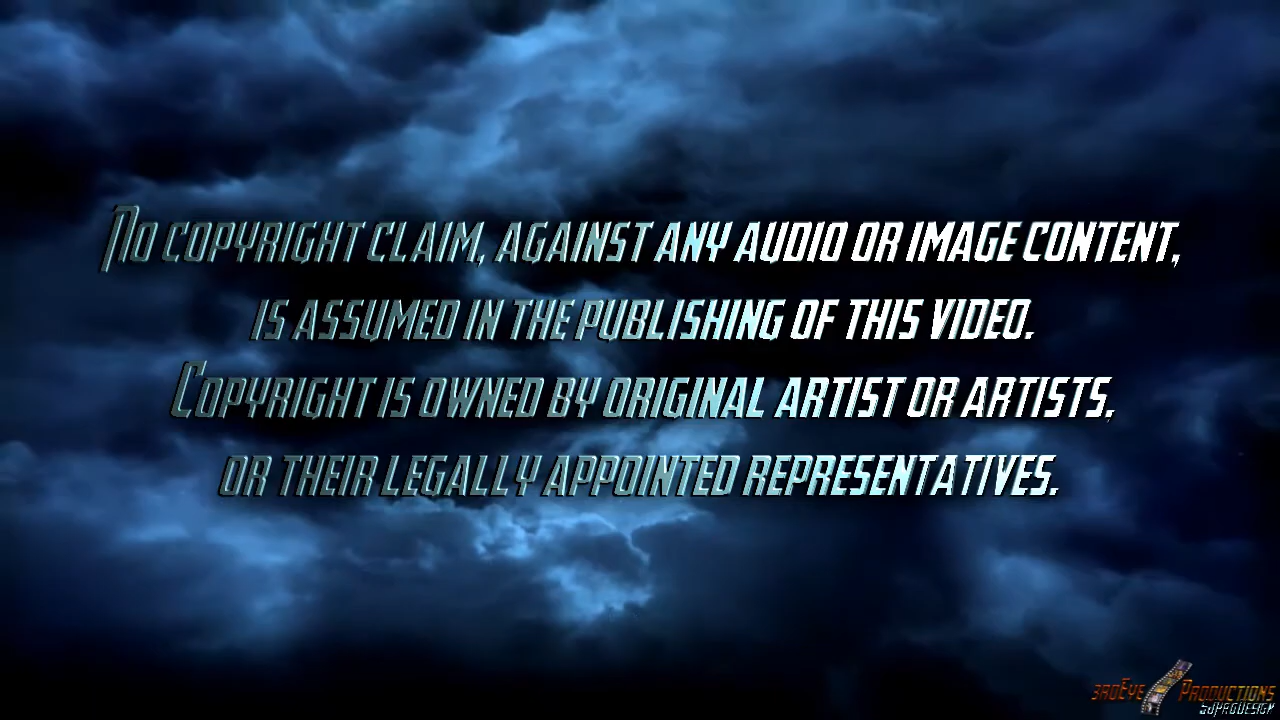 No copyright claim, against any audio or image content,
is assumed in the publishing of this video.
Copyright is owned by original artist or artists,
or their legally appointed representatives.
3rdEye Productions